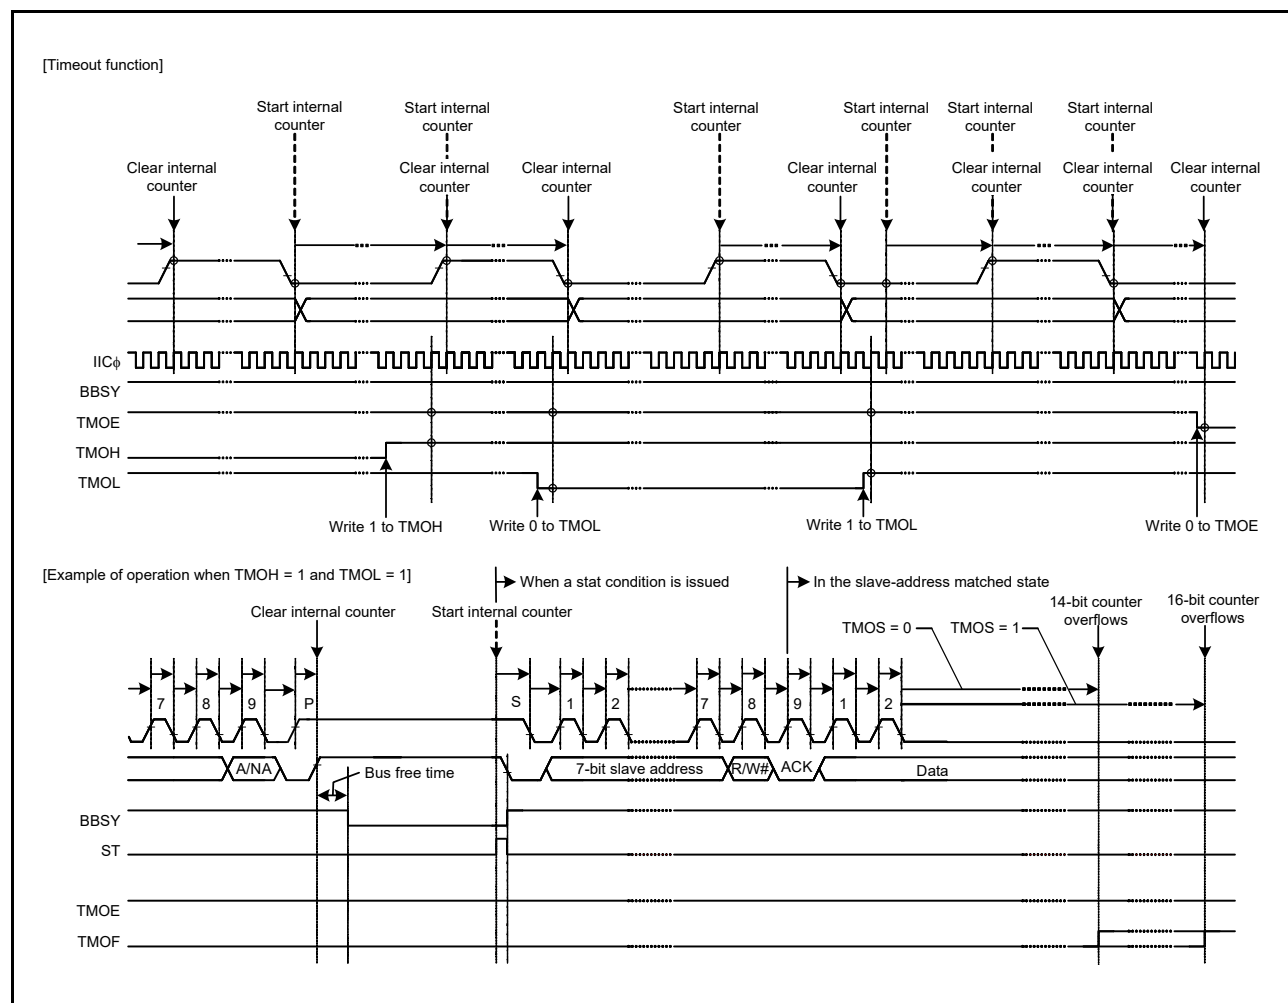 [Timeout function]
Start internal
counter
Start internal
counter
Start internal
counter
Start internal
counter
Start internal
counter
Start internal
counter
Clear internal
counter
Clear internal
counter
Clear internal
counter
Clear internal
counter
Clear internal
counter
Clear internal
counter
Clear internal
counter
IICϕ
BBSY
TMOE
TMOH
TMOL
Write 1 to TMOH
Write 0 to TMOL
Write 1 to TMOL
Write 0 to TMOE
[Example of operation when TMOH = 1 and TMOL = 1]
When a stat condition is issued
In the slave-address matched state
Clear internal counter
Start internal counter
14-bit counter
overflows
16-bit counter
overflows
TMOS = 0
TMOS = 1
7 8 9 P S 1 2 7 8 9 1 2
A/NA
Bus free time
7-bit slave address
R/W#
ACK
Data
BBSY
ST
TMOE
TMOF